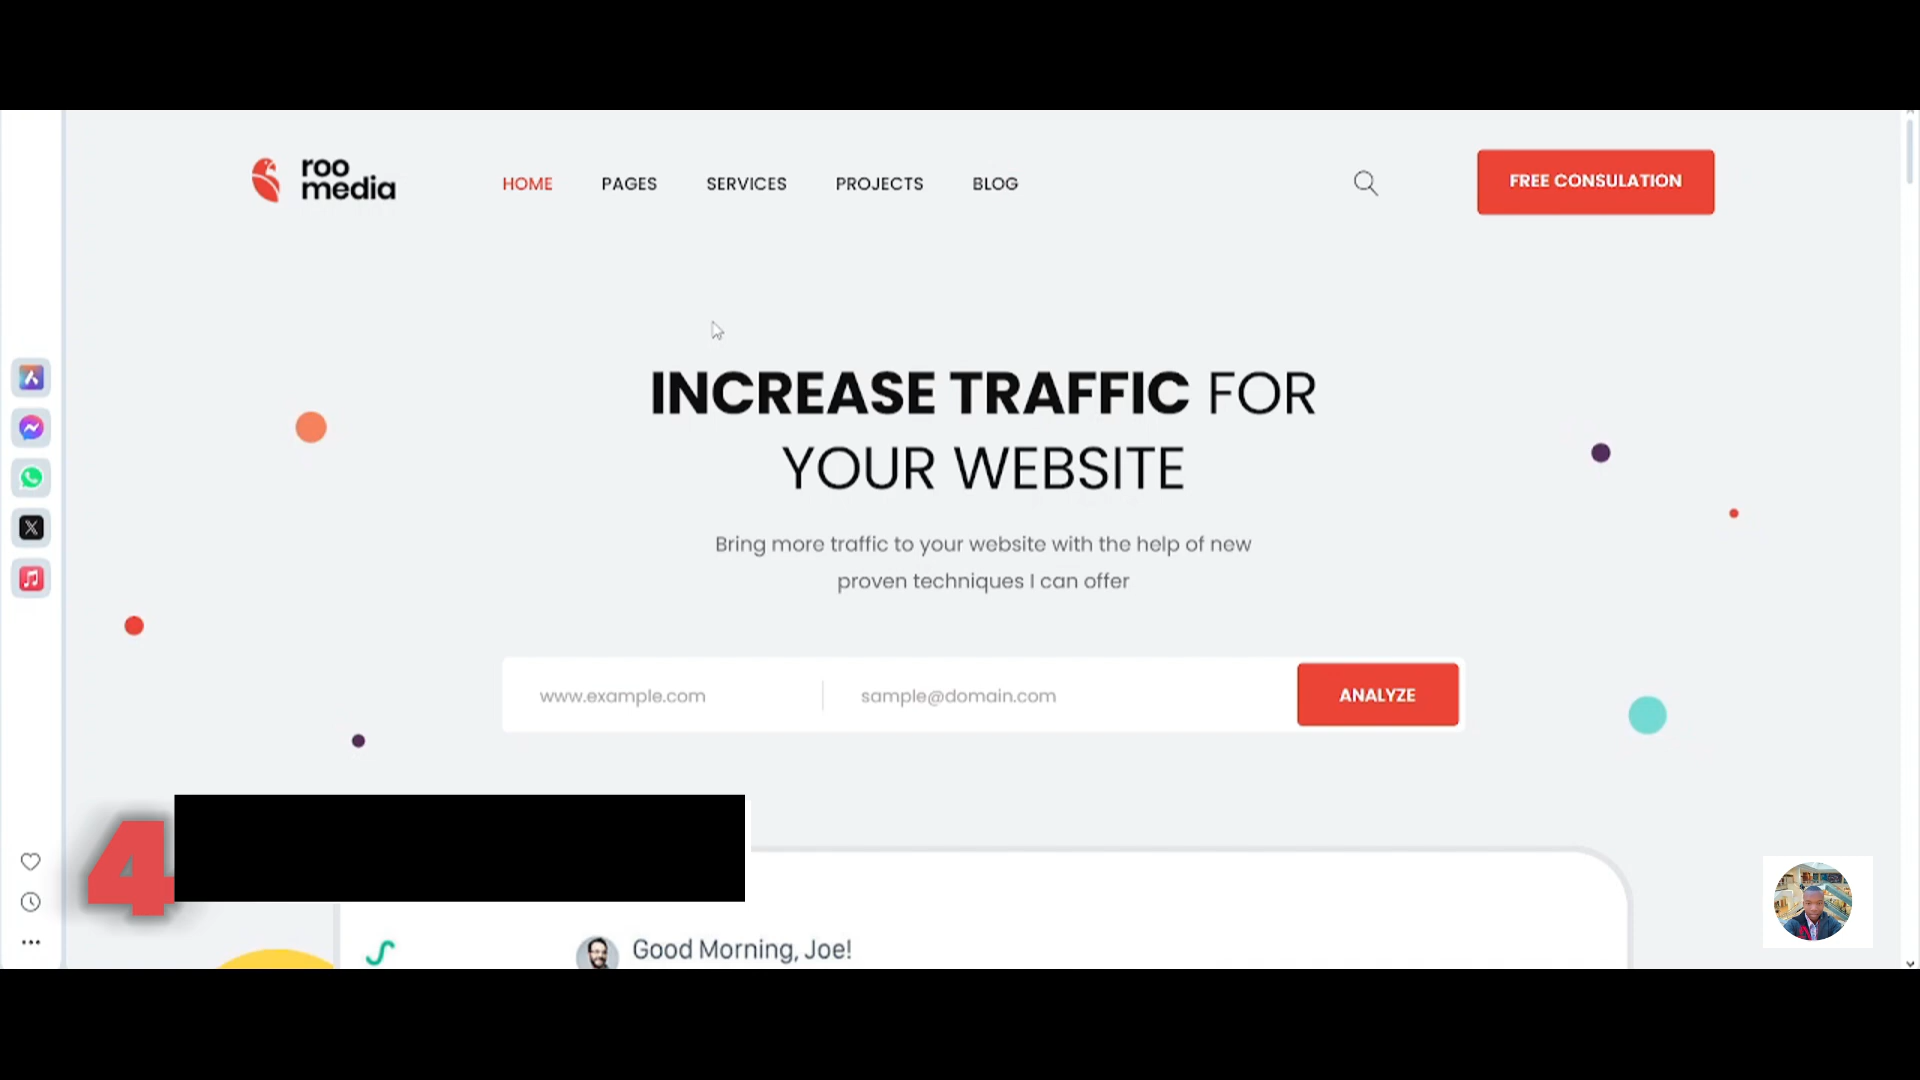 roo
media
HOME PAGES SERVICES PROJECTS BLOG
FREE CONSULATION
INCREASE TRAFFIC FOR
YOUR WEBSITE
Bring more traffic to your website with the help of new
proven techniques I can offer
www.example.com
sample@domain.com
ANALYZE
4
Good Morning, Joe!